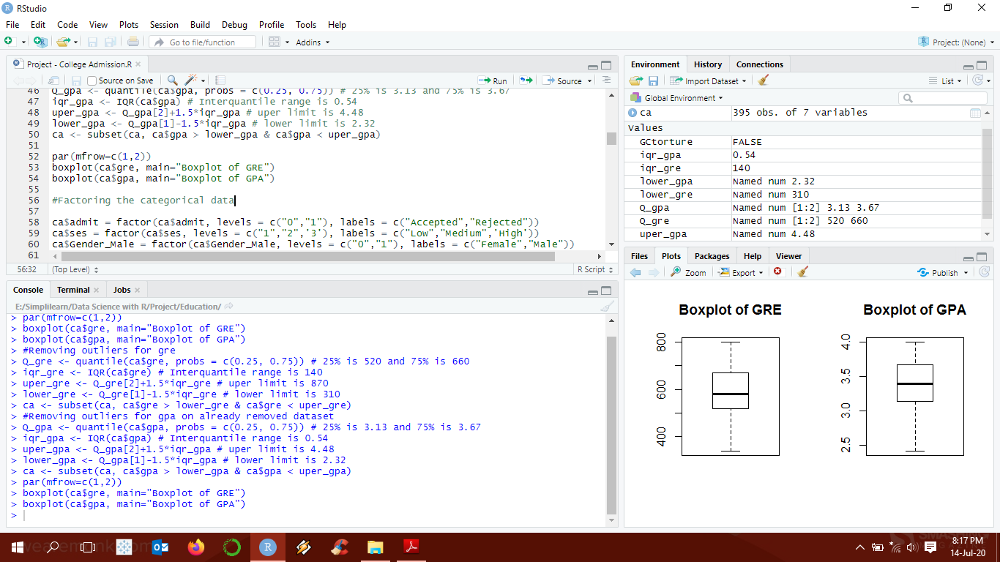 RStudio
File Edit Code View Plots Session Build Debug Profile Tools Help
Go to file/function Addins Project: (None)
Project - College Admission.R
Source on Save Run Source
46 Q_gpa <- quantile(ca$gpa, probs = c(0.25, 0.75)) # 25% is 3.13 and 75% is 3.67
47 iqr_gpa <- IQR(ca$gpa) # Interquantile range is 0.54
48 uper_gpa <- Q_gpa[2]+1.5*iqr_gpa # uper limit is 4.48
49 lower_gpa <- Q_gpa[1]-1.5*iqr_gpa # lower limit is 2.32
50 ca <- subset(ca, ca$gpa > lower_gpa & ca$gpa < uper_gpa)
51
52 par(mfrow=c(1,2))
53 boxplot(ca$gre, main="Boxplot of GRE")
54 boxplot(ca$gpa, main="Boxplot of GPA")
55
56 #Factoring the categorical data
57
58 ca$admit = factor(ca$admit, levels = c("0","1"), labels = c("Accepted","Rejected"))
59 ca$ses = factor(ca$ses, levels = c("1","2",'3'), labels = c("Low","Medium",'High'))
60 ca$Gender_Male = factor(ca$Gender_Male, levels = c("0","1"), labels = c("Female","Male"))
61
56:32 (Top Level) R Script
Console Terminal Jobs
E:/Simplilearn/Data Science with R/Project/Education/
> par(mfrow=c(1,2))
> boxplot(ca$gre, main="Boxplot of GRE")
> boxplot(ca$gpa, main="Boxplot of GPA")
> #Removing outliers for gre
> Q_gre <- quantile(ca$gre, probs = c(0.25, 0.75)) # 25% is 520 and 75% is 660
> iqr_gre <- IQR(ca$gre) # Interquantile range is 140
> uper_gre <- Q_gre[2]+1.5*iqr_gre # uper limit is 870
> lower_gre <- Q_gre[1]-1.5*iqr_gre # lower limit is 310
> ca <- subset(ca, ca$gre > lower_gre & ca$gre < uper_gre)
> #Removing outliers for gpa on already removed dataset
> Q_gpa <- quantile(ca$gpa, probs = c(0.25, 0.75)) # 25% is 3.13 and 75% is 3.67
> iqr_gpa <- IQR(ca$gpa) # Interquantile range is 0.54
> uper_gpa <- Q_gpa[2]+1.5*iqr_gpa # uper limit is 4.48
> lower_gpa <- Q_gpa[1]-1.5*iqr_gpa # lower limit is 2.32
> ca <- subset(ca, ca$gpa > lower_gpa & ca$gpa < uper_gpa)
> par(mfrow=c(1,2))
> boxplot(ca$gre, main="Boxplot of GRE")
> boxplot(ca$gpa, main="Boxplot of GPA")
>
Environment History Connections
Import Dataset List
Global Environment
ca 395 obs. of 7 variables
Values
GCtorture FALSE
iqr_gpa 0.54
iqr_gre 140
lower_gpa Named num 2.32
lower_gre Named num 310
Q_gpa Named num [1:2] 3.13 3.67
Q_gre Named num [1:2] 520 660
uper_gpa Named num 4.48
Files Plots Packages Help Viewer
Zoom Export Publish
Boxplot of GRE
800
600
400
Boxplot of GPA
4.0
3.5
3.0
2.5
8:17 PM
14-Jul-20